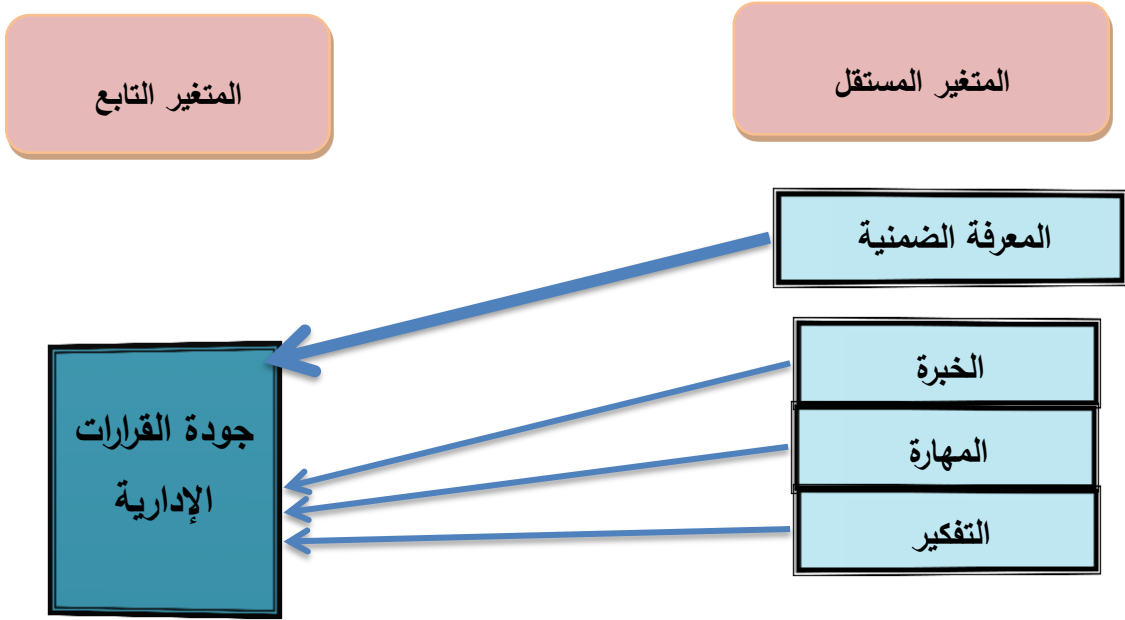 المتغير المستقل
المتغير التابع
المعرفة الضمنية
الخبرة
المهارة
التفكير
جودة القرارات
الإدارية